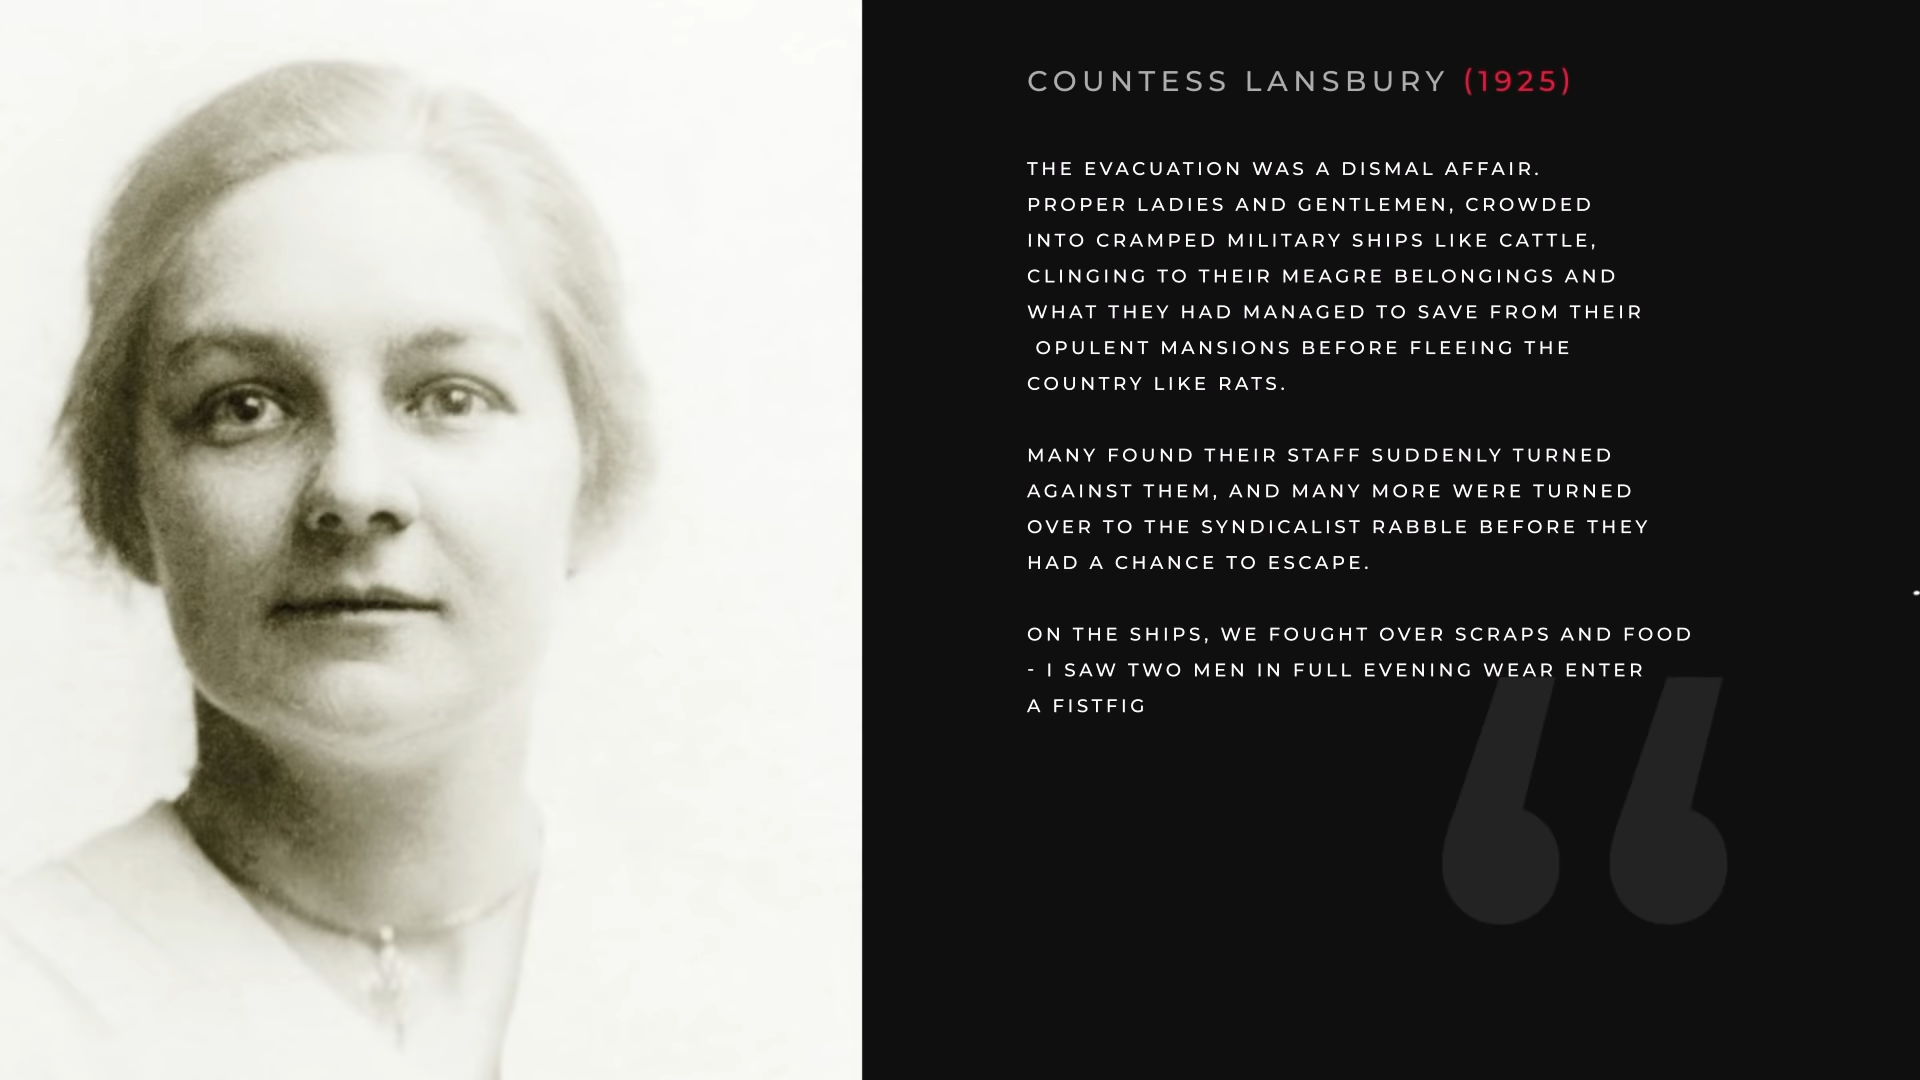 COUNTESS LANSBURY (1925)
THE EVACUATION WAS A DISMAL AFFAIR.
PROPER LADIES AND GENTLEMEN, CROWDED
INTO CRAMPED MILITARY SHIPS LIKE CATTLE,
CLINGING TO THEIR MEAGRE BELONGINGS AND
WHAT THEY HAD MANAGED TO SAVE FROM THEIR
OPULENT MANSIONS BEFORE FLEEING THE
COUNTRY LIKE RATS.
MANY FOUND THEIR STAFF SUDDENLY TURNED
AGAINST THEM, AND MANY MORE WERE TURNED
OVER TO THE SYNDICALIST RABBLE BEFORE THEY
HAD A CHANCE TO ESCAPE.
ON THE SHIPS, WE FOUGHT OVER SCRAPS AND FOOD
- I SAW TWO MEN IN FULL EVENING WEAR ENTER
A FISTFIG